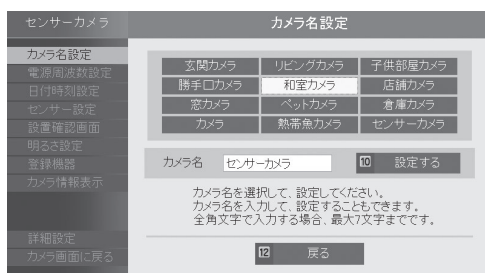 センサーカメラ
カメラ名設定
カメラ名設定
電源周波数設定
日付時刻設定
センサー設定
設置確認画面
明るさ設定
登録機器
カメラ情報表示
詳細設定
カメラ画面に戻る
玄関カメラ リビングカメラ 子供部屋カメラ
勝手口カメラ 和室カメラ 店舗カメラ
窓カメラ ペットカメラ 倉庫カメラ
カメラ 熱帯魚カメラ センサーカメラ
カメラ名 センサーカメラ 10 設定する
カメラ名を選択して、設定してください。
カメラ名を入力して、設定することもできます。
全角文字で入力する場合、最大7文字までです。
12 戻る